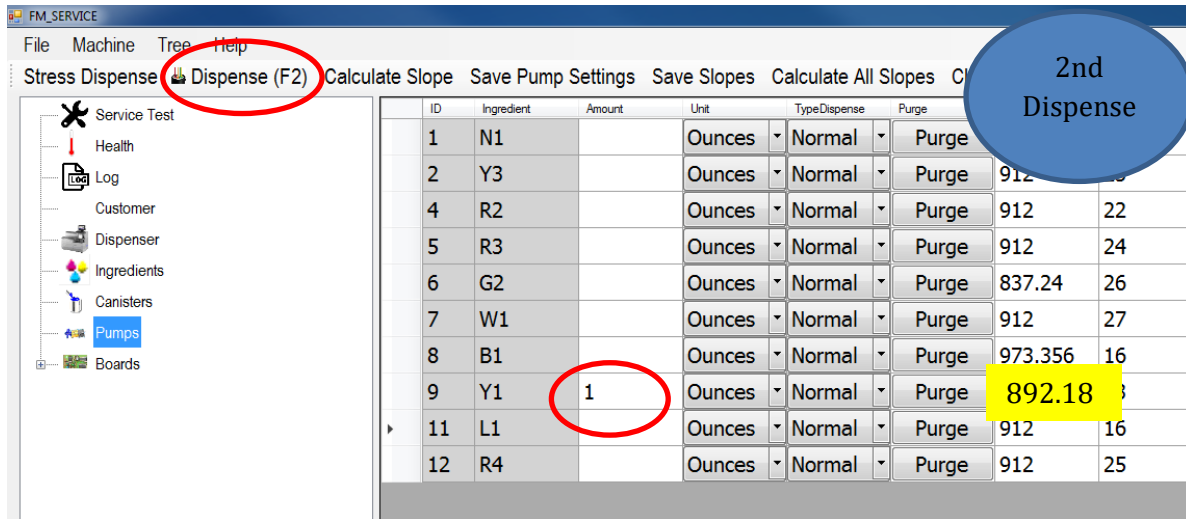 FM_SERVICE
File Machine Tree Help
Stress Dispense Dispense (F2) Calculate Slope Save Pump Settings Save Slopes Calculate All Slopes
2nd
Dispense
Service Test
Health
Log
Customer
Dispenser
Ingredients
Canisters
Pumps
Boards
ID Ingredient Amount Unit TypeDispense Purge
1 N1 Ounces Normal Purge
2 Y3 Ounces Normal Purge 912
4 R2 Ounces Normal Purge 912 22
5 R3 Ounces Normal Purge 912 24
6 G2 Ounces Normal Purge 837.24 26
7 W1 Ounces Normal Purge 912 27
8 B1 Ounces Normal Purge 973.356 16
9 Y1 1 Ounces Normal Purge 892.18
11 L1 Ounces Normal Purge 912 16
12 R4 Ounces Normal Purge 912 25